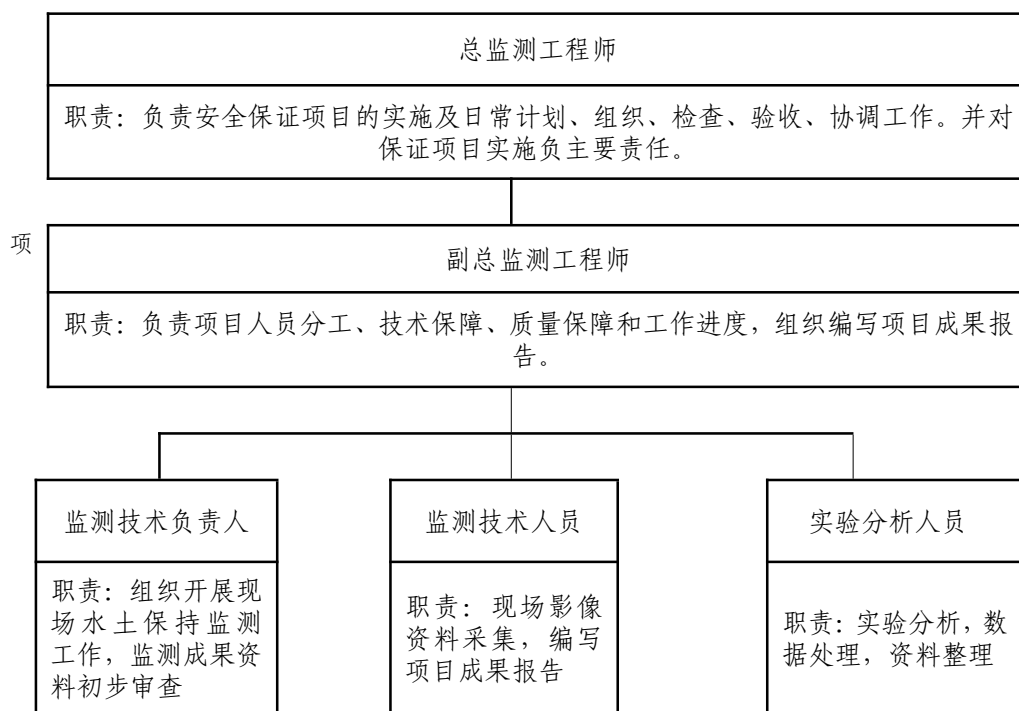 总监测工程师
职责：负责安全保证项目的实施及日常计划、组织、检查、验收、协调工作。并对
保证项目实施负主要责任。
项
副总监测工程师
职责：负责项目人员分工、技术保障、质量保障和工作进度，组织编写项目成果报
告。
监测技术负责人
职责：组织开展现
场水土保持监测
工作，监测成果资
料初步审查
监测技术人员
职责：现场影像
资料采集，编写
项目成果报告
实验分析人员
职责：实验分析，数
据处理，资料整理